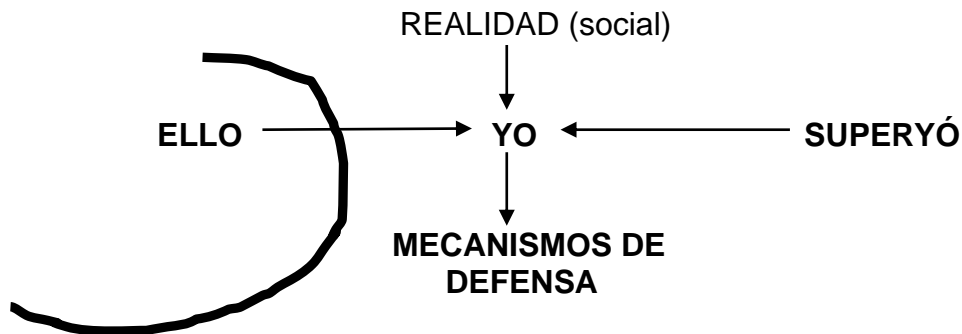 REALIDAD (social)
ELLO
YO
SUPERYÓ
MECANISMOS DE
DEFENSA